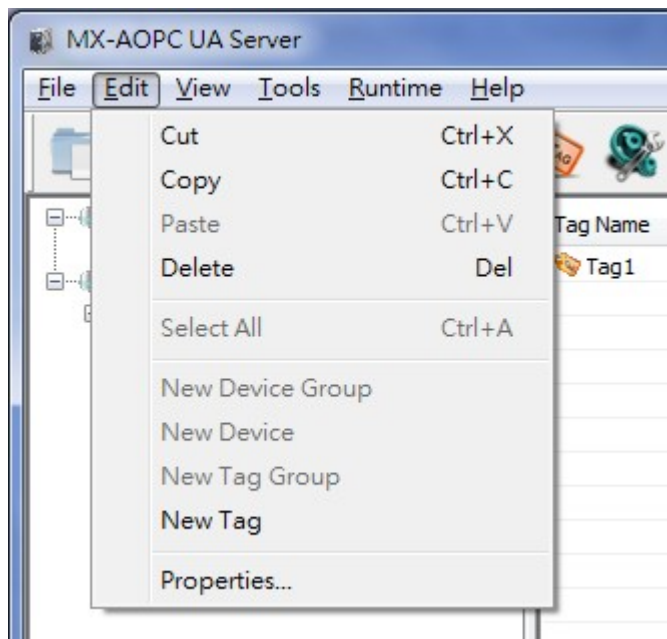 MX-AOPC UA Server
File Edit View Tools Runtime Help
Cut Ctrl+X
Copy Ctrl+C
Paste Ctrl+V
Tag Name
Delete Del
Tag1
Select All Ctrl+A
New Device Group
New Device
New Tag Group
New Tag
Properties...